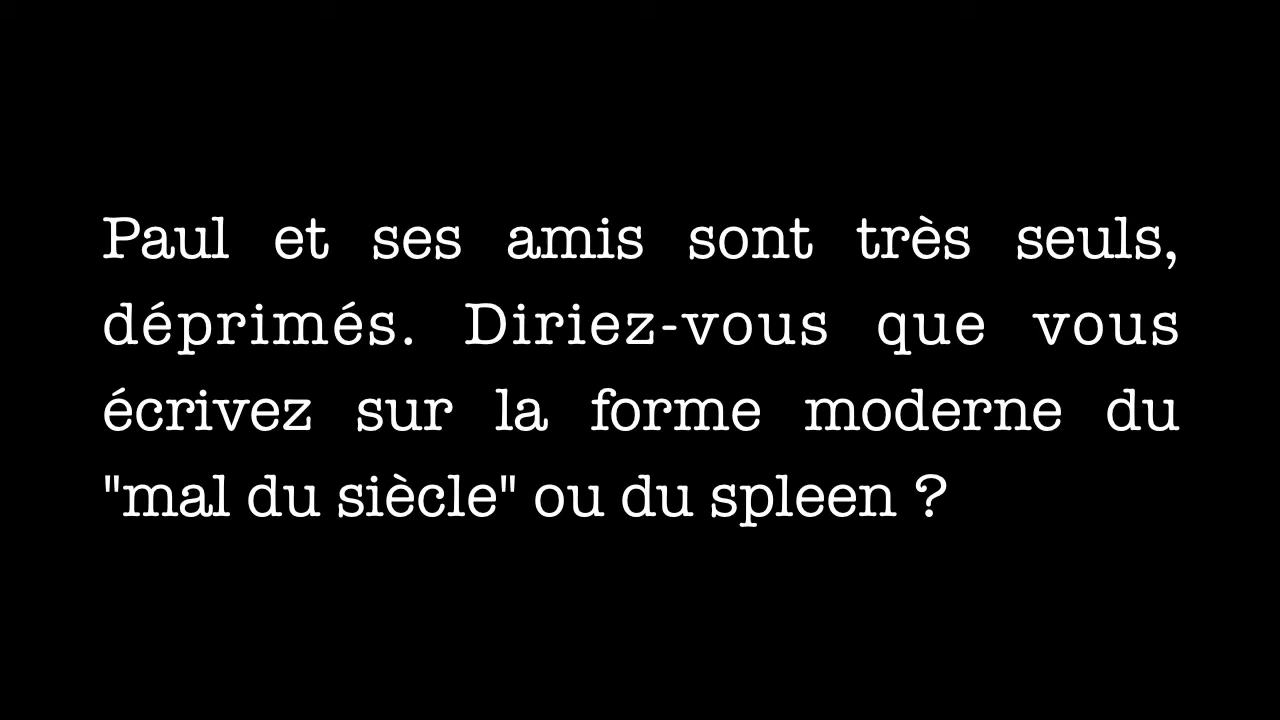 Paul et ses amis sont très seuls,
déprimés. Diriez-vous que vous
écrivez sur la forme moderne du
"mal du siècle" ou du spleen ?